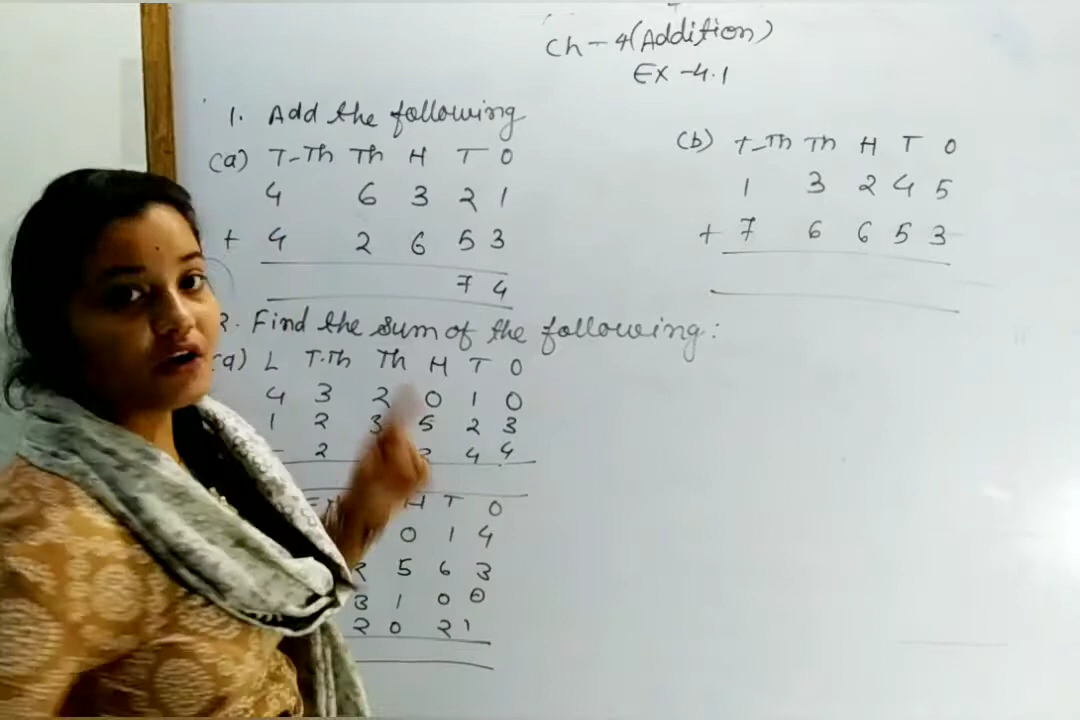 Ch - 4 (Addition)
EX - 4.1
1. Add the following
(a) T-Th Th H T O
4 6 3 2 1
+ 4 2 6 5 3
7 4
(b) T-Th Th H T O
1 3 2 4 5
+ 7 6 6 5 3
2. Find the sum of the following:
(a) L T.Th Th H T O
4 3 2 0 1 0
1 2 3 5 2 3
2 4 4
H T O
0 1 4
2 5 6 3
3 1 0 0
2 0 2 1